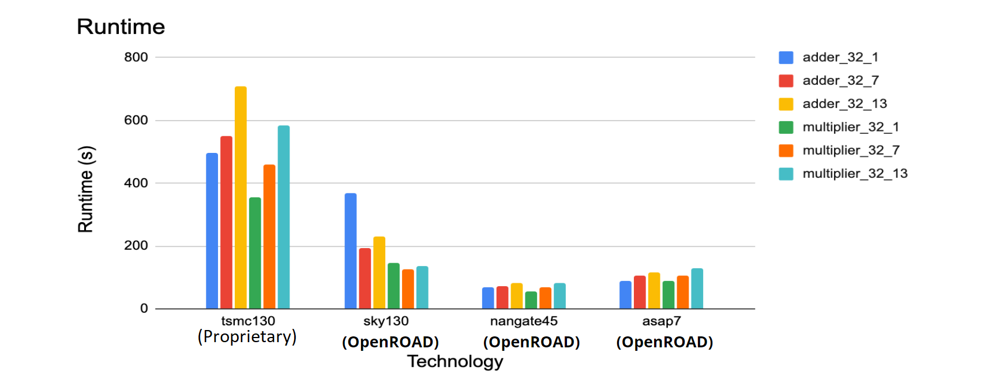 Runtime
800
600
400
200
0
Runtime (s)
tsmc130
(Proprietary)
sky130
(OpenROAD)
nangate45
(OpenROAD)
asap7
(OpenROAD)
Technology
adder_32_1
adder_32_7
adder_32_13
multiplier_32_1
multiplier_32_7
multiplier_32_13